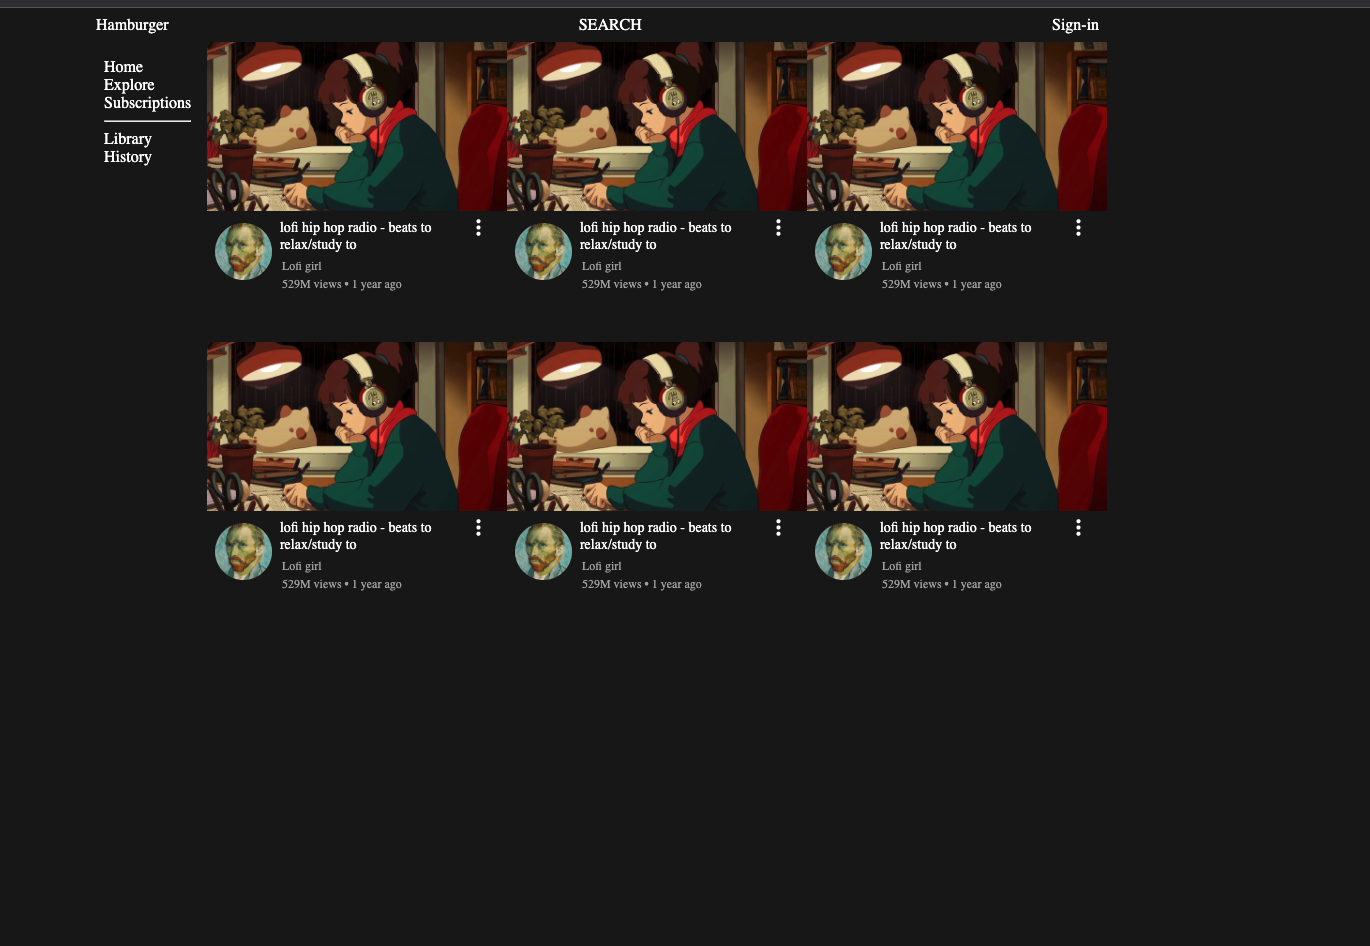 Hamburger
SEARCH
Sign-in
Home
Explore
Subscriptions
Library
History
lofi hip hop radio - beats to
relax/study to
Lofi girl
529M views • 1 year ago
lofi hip hop radio - beats to
relax/study to
Lofi girl
529M views • 1 year ago
lofi hip hop radio - beats to
relax/study to
Lofi girl
529M views • 1 year ago
lofi hip hop radio - beats to
relax/study to
Lofi girl
529M views • 1 year ago
lofi hip hop radio - beats to
relax/study to
Lofi girl
529M views • 1 year ago
lofi hip hop radio - beats to
relax/study to
Lofi girl
529M views • 1 year ago